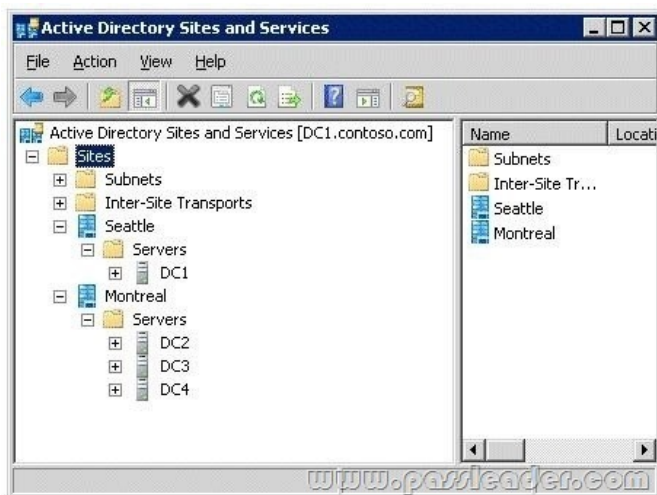 Active Directory Sites and Services
File Action View Help
Active Directory Sites and Services [DC1.contoso.com]
Sites
Subnets
Inter-Site Transports
Seattle
Servers
DC1
Montreal
Servers
DC2
DC3
DC4
Name Locati
Subnets
Inter-Site Tr...
Seattle
Montreal
www.passleader.com